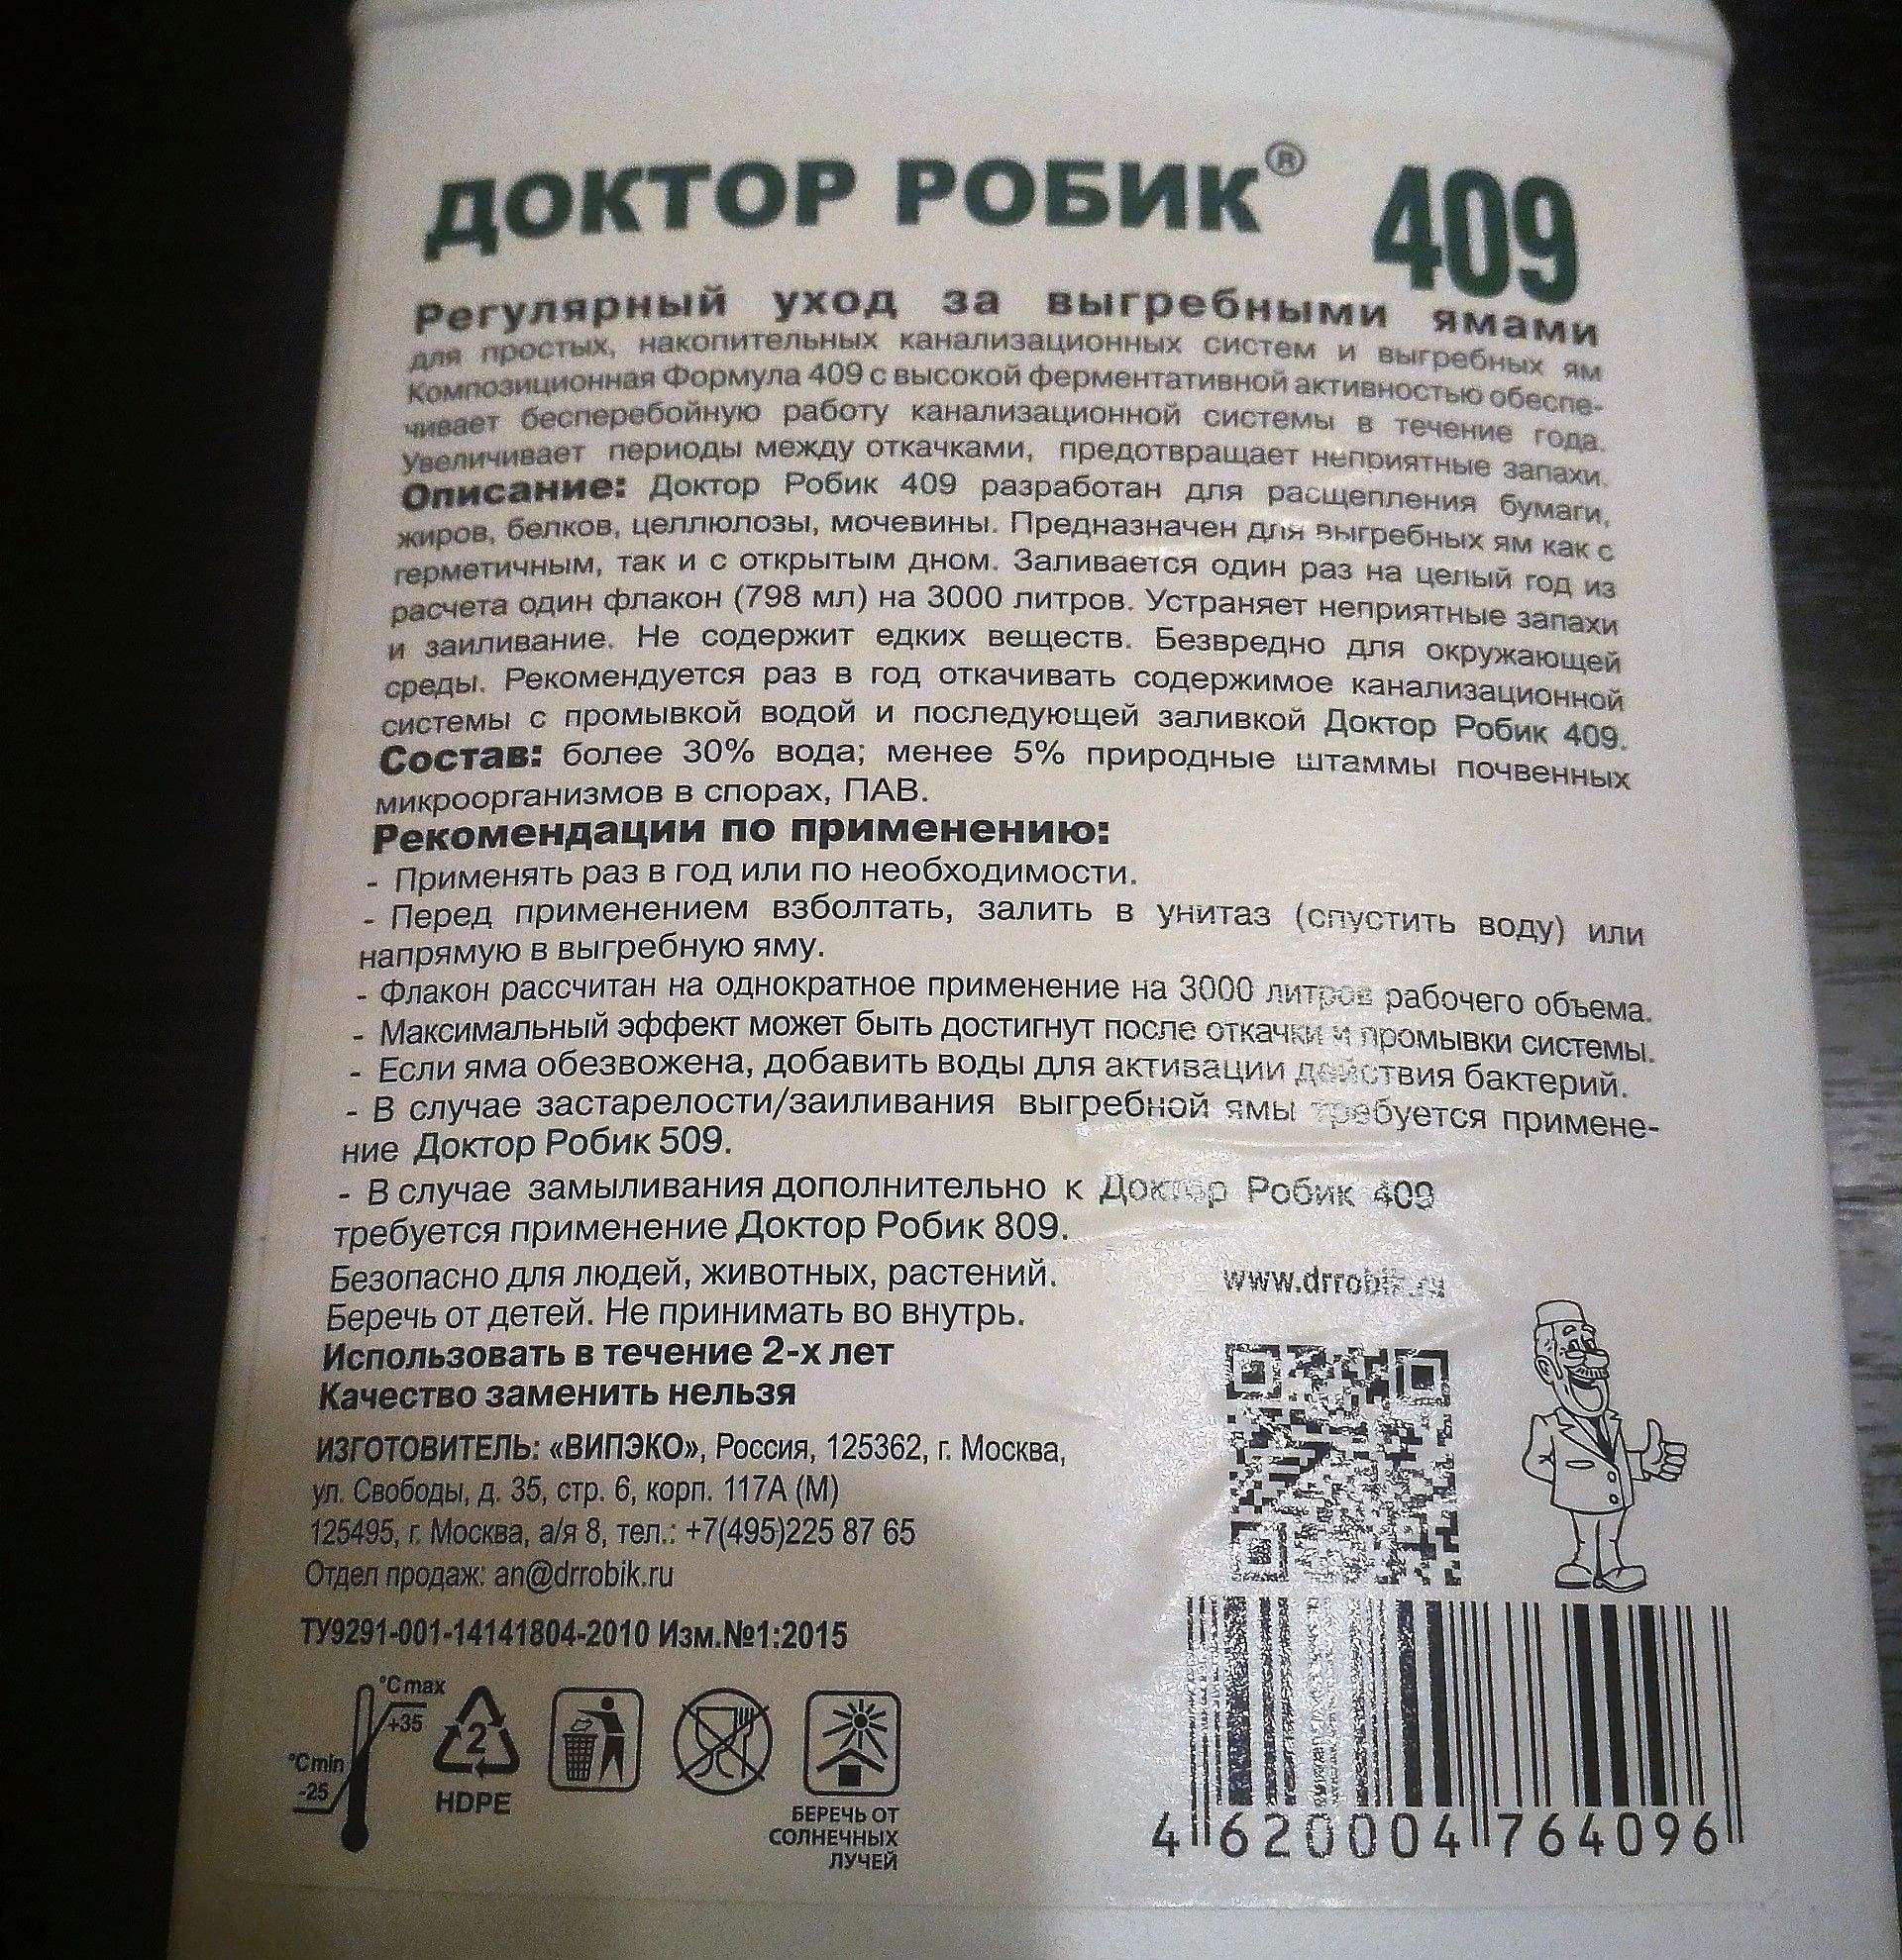 ДОКТОР РОБИК® 409
Регулярный уход за выгребными ямами
для простых, накопительных канализационных систем и выгребных ям
Композиционная Формула 409 с высокой ферментативной активностью обеспе-
чивает бесперебойную работу канализационной системы в течение года.
Увеличивает периоды между откачками, предотвращает неприятные запахи.
Описание: Доктор Робик 409 разработан для расщепления бумаги,
жиров, белков, целлюлозы, мочевины. Предназначен для выгребных ям как с
герметичным, так и с открытым дном. Заливается один раз на целый год из
расчета один флакон (798 мл) на 3000 литров. Устраняет неприятные запахи
и заиливание. Не содержит едких веществ. Безвредно для окружающей
среды. Рекомендуется раз в год откачивать содержимое канализационной
системы с промывкой водой и последующей заливкой Доктор Робик 409.
Состав: более 30% вода; менее 5% природные штаммы почвенных
микроорганизмов в спорах, ПАВ.
Рекомендации по применению:
- Применять раз в год или по необходимости.
- Перед применением взболтать, залить в унитаз (спустить воду) или
напрямую в выгребную яму.
- Флакон рассчитан на однократное применение на 3000 литров рабочего объема.
- Максимальный эффект может быть достигнут после откачки и промывки системы.
- Если яма обезвожена, добавить воды для активации действия бактерий.
- В случае застарелости/заиливания выгребной ямы требуется примене-
ние Доктор Робик 509.
- В случае замыливания дополнительно к Доктор Робик 409
требуется применение Доктор Робик 809.
Безопасно для людей, животных, растений.
Беречь от детей. Не принимать во внутрь.
Использовать в течение 2-х лет
Качество заменить нельзя
www.drrobik.ru
ИЗГОТОВИТЕЛЬ: «ВИПЭКО», Россия, 125362, г. Москва,
ул. Свободы, д. 35, стр. 6, корп. 117А (М)
125495, г. Москва, а/я 8, тел.: +7(495)225 87 65
Отдел продаж: an@drrobik.ru
ТУ9291-001-14141804-2010 Изм.№1:2015
°C max
+35
°C min
-25
2
HDPE
БЕРЕЧЬ ОТ
СОЛНЕЧНЫХ
ЛУЧЕЙ
4 620004 764096